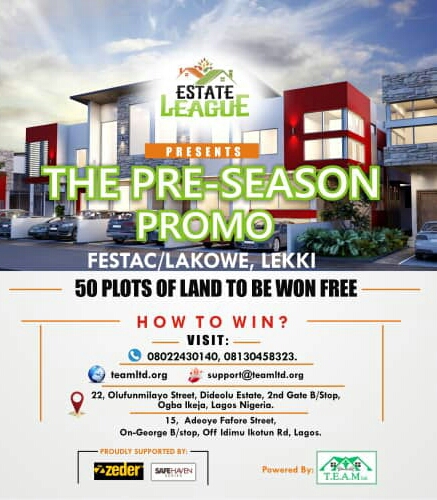 ESTATE
LEAGUE
PRESENTS
THE PRE-SEASON
PROMO
FESTAC/LAKOWE, LEKKI
50 PLOTS OF LAND TO BE WON FREE
HOW TO WIN?
VISIT:
08022430140, 08130458323.
teamltd.org support@teamltd.org
22, Olufunmilayo Street, Dideolu Estate, 2nd Gate B/Stop,
Ogba Ikeja, Lagos Nigeria.
15, Adeoye Fafore Street,
On-George B/stop, Off Idimu Ikotun Rd, Lagos.
PROUDLY SUPPORTED BY:
zeder
SAFEHAVEN
Powered By:
T.E.A.M